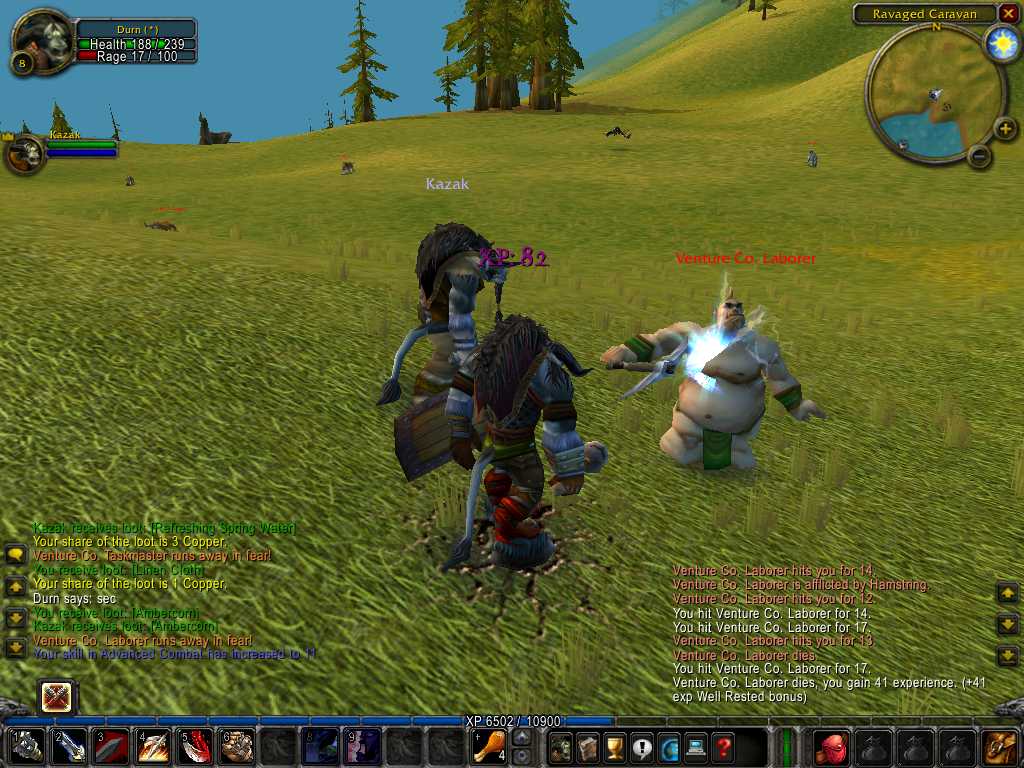 Durn (*)
Health 188 / 239
Rage 17 / 100
8
Ravaged Caravan
N
Kazak
Kazak
XP: 82
Venture Co. Laborer
Kazak receives loot: [Refreshing Spring Water]
Your share of the loot is 3 Copper.
Venture Co. Taskmaster runs away in fear!
You receive loot: [Linen Cloth]
Your share of the loot is 1 Copper.
Durn says: sec
You receive loot: [Ambercorn]
Kazak receives loot: [Ambercorn]
Venture Co. Laborer runs away in fear!
Your skill in Advanced Combat has increased to 11
Venture Co. Laborer hits you for 14.
Venture Co. Laborer is afflicted by Hamstring.
Venture Co. Laborer hits you for 12.
You hit Venture Co. Laborer for 14.
You hit Venture Co. Laborer for 17.
Venture Co. Laborer hits you for 13.
Venture Co. Laborer dies.
You hit Venture Co. Laborer for 17.
Venture Co. Laborer dies, you gain 41 experience. (+41
exp Well Rested bonus)
XP 6502 / 10900
1 2 3 4 5 6 8 9 + 4